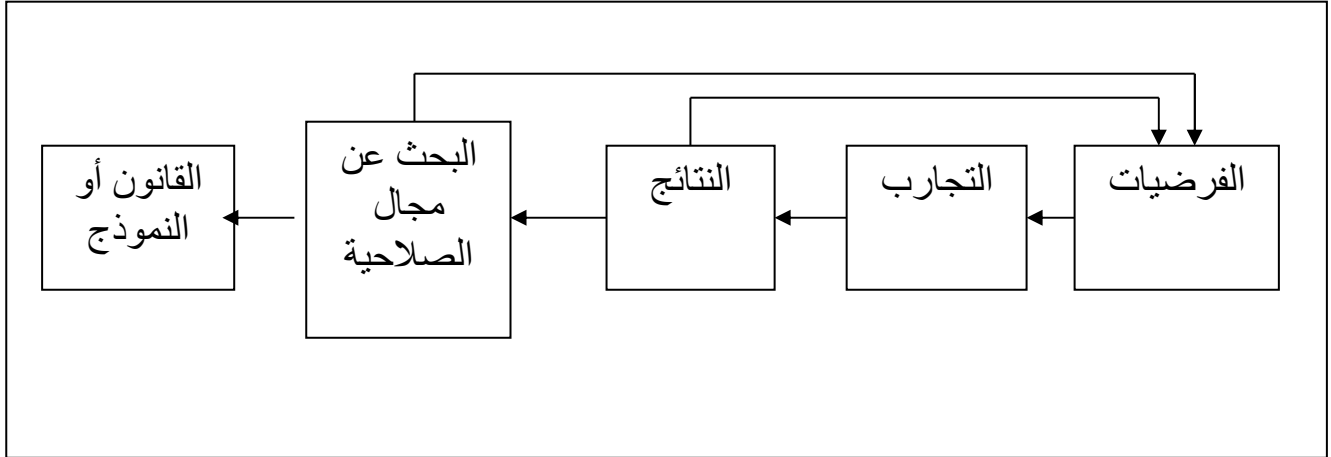 الفرضيات
التجارب
النتائج
البحث عن
مجال
الصلاحية
القانون أو
النموذج